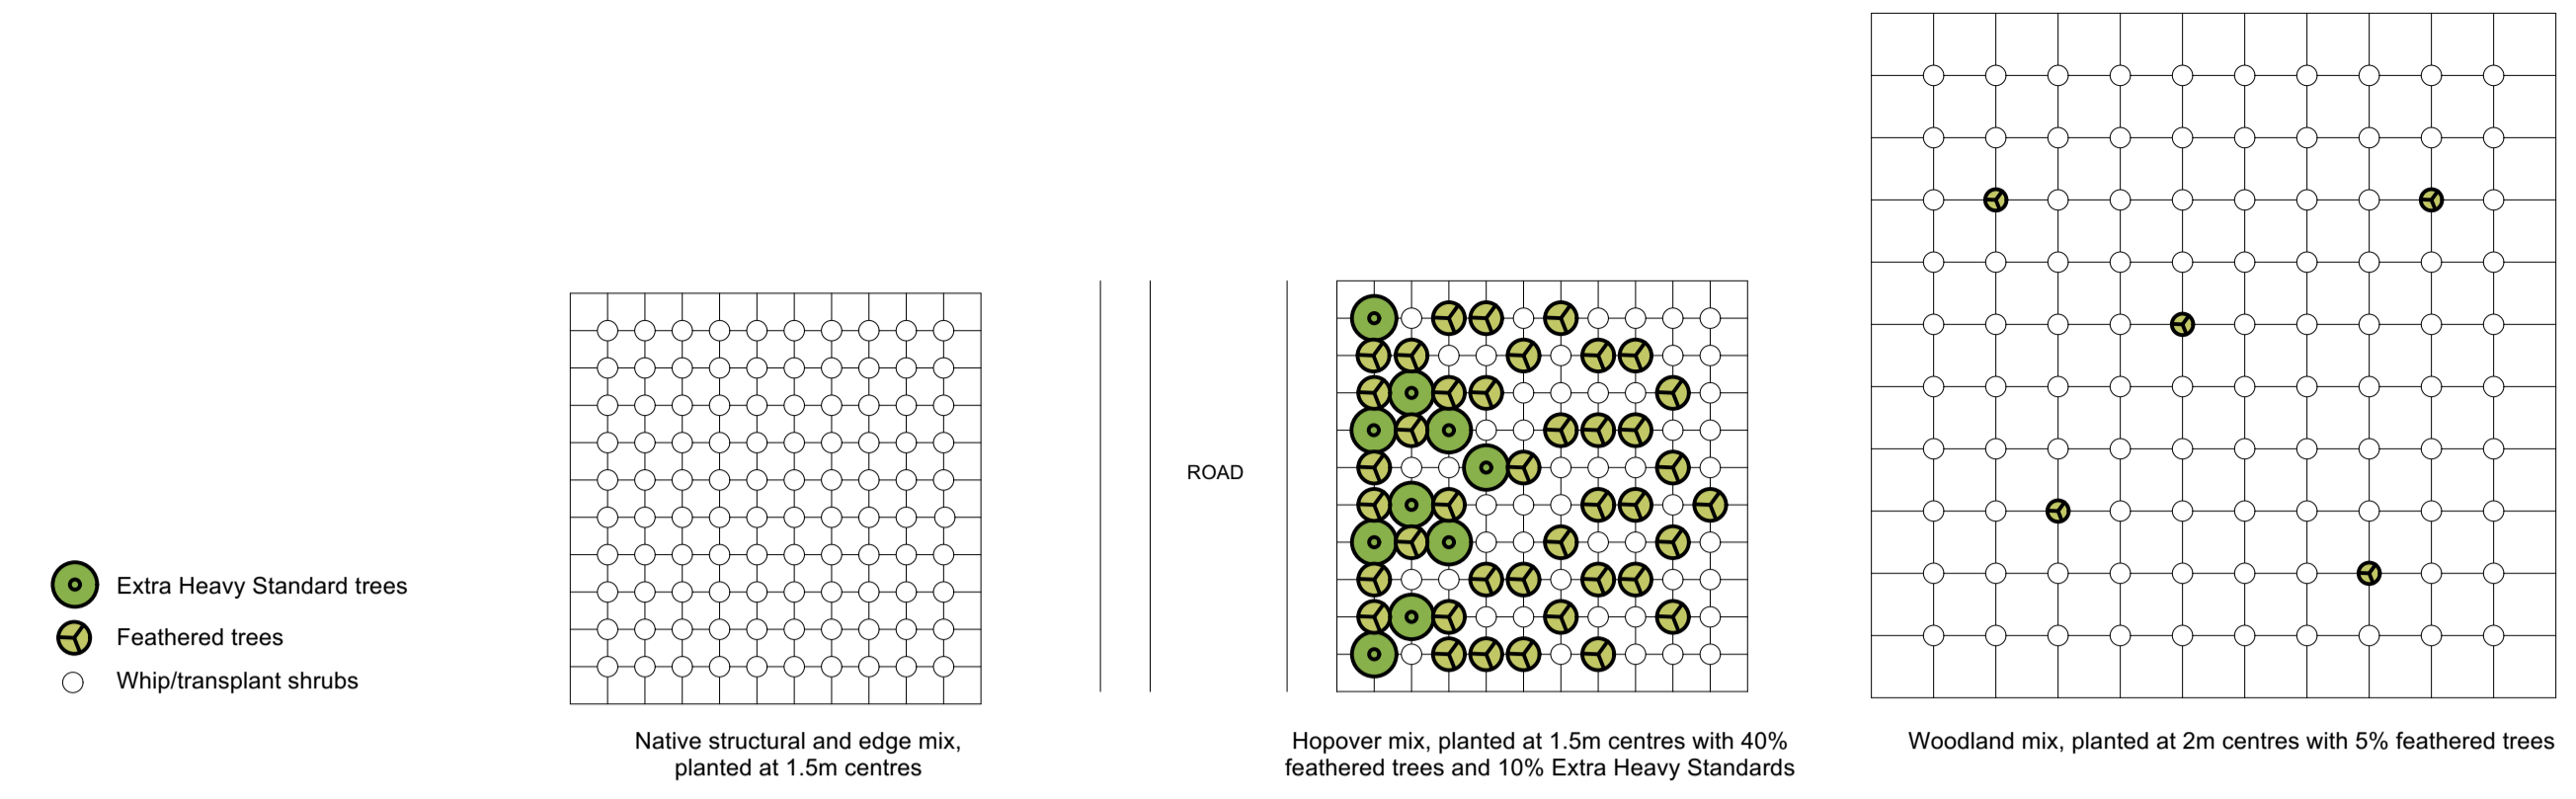 Extra Heavy Standard trees
Feathered trees
Whip/transplant shrubs
Native structural and edge mix,
planted at 1.5m centres
ROAD
Hopover mix, planted at 1.5m centres with 40%
feathered trees and 10% Extra Heavy Standards
Woodland mix, planted at 2m centres with 5% feathered trees